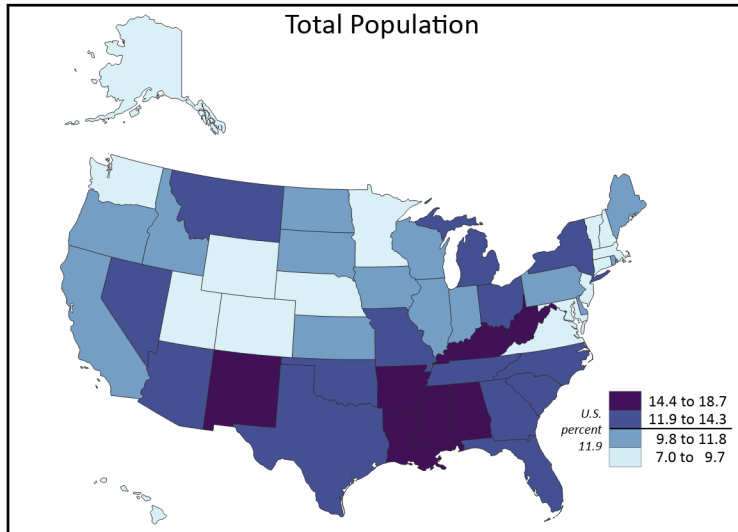 Total Population
U.S.
percent
11.9
14.4 to 18.7
11.9 to 14.3
9.8 to 11.8
7.0 to 9.7